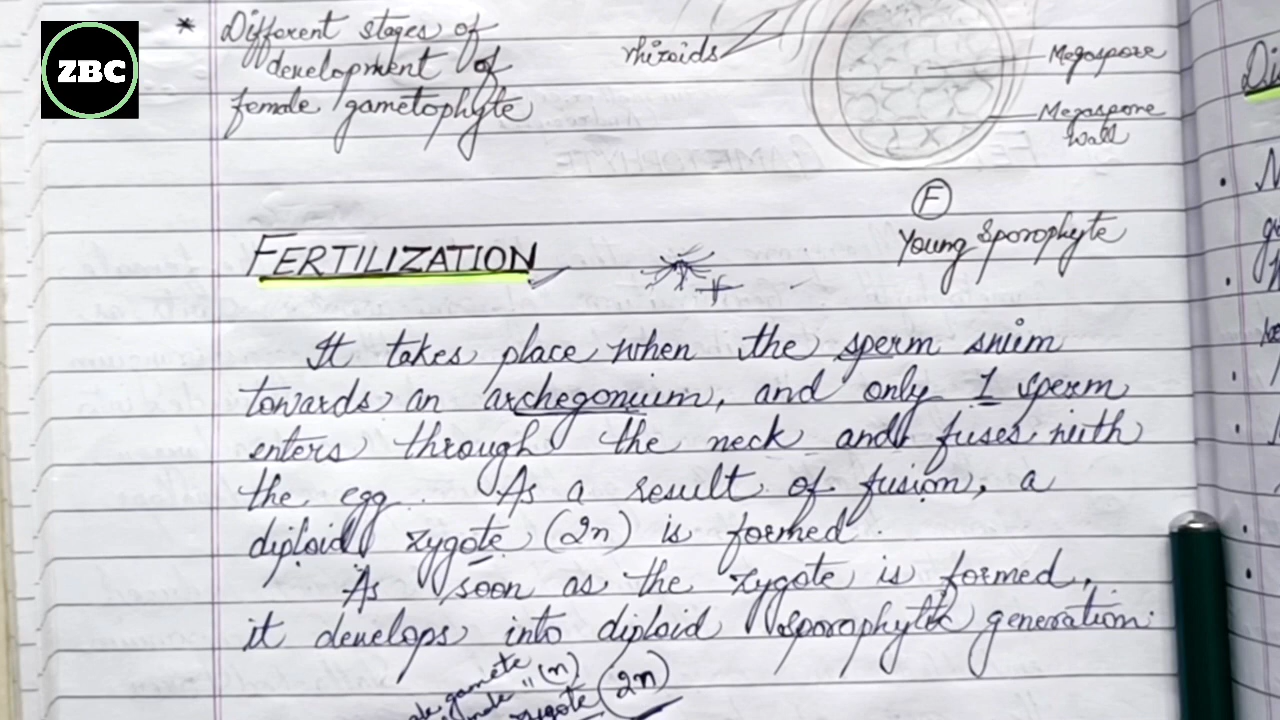 ZBC
* Different stages of
development of
female gametophyte
rhizoids
Megaspore
Megaspore
Wall
F
Young Sporophyte
FERTILIZATION
It takes place when the sperm swim
towards an archegonium, and only 1 sperm
enters through the neck and fuses with
the egg. As a result of fusion, a
diploid zygote (2n) is formed.
As soon as the zygote is formed,
it develops into diploid sporophytic generation.
gamete
" (n)
zygote (2n)